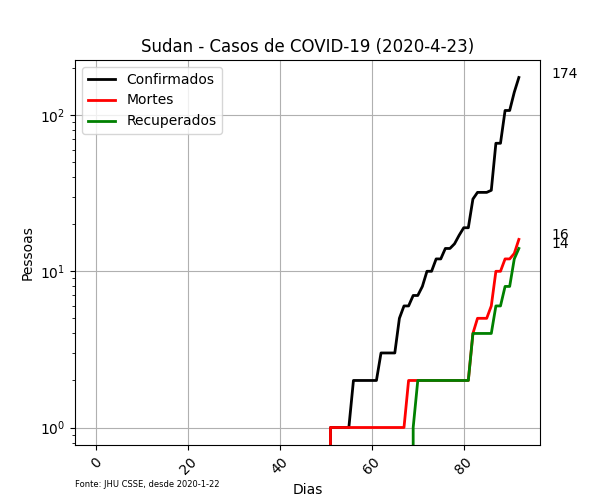 Sudan - Casos de COVID-19 (2020-4-23)
Confirmados
Mortes
Recuperados
174
16
14
10²
10¹
10⁰
Pessoas
0
20
40
60
80
Dias
Fonte: JHU CSSE, desde 2020-1-22